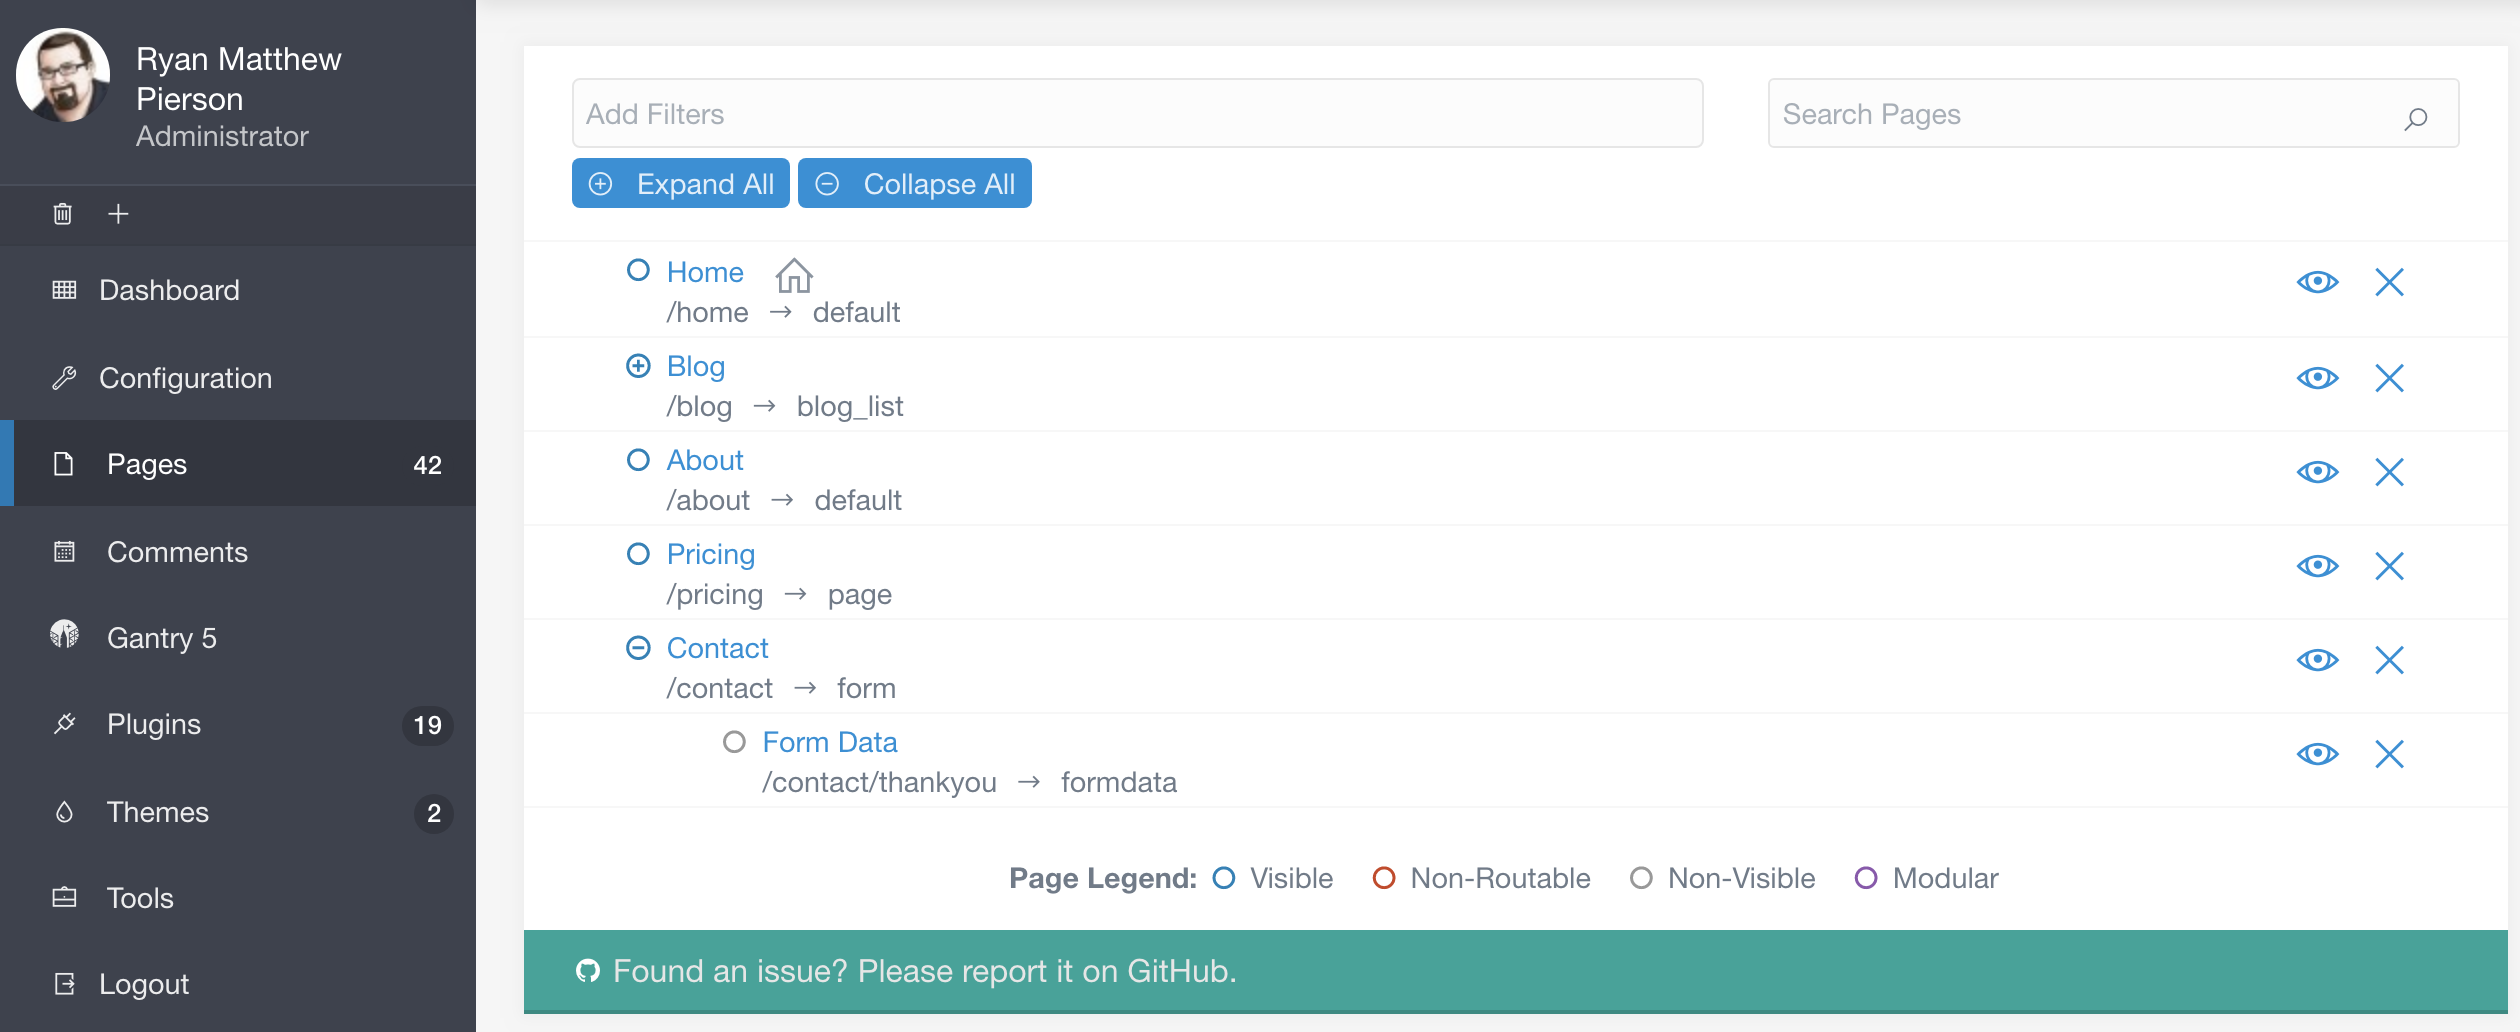 Ryan Matthew
Pierson
Administrator
Dashboard
Configuration
Pages 42
Comments
Gantry 5
Plugins 19
Themes 2
Tools
Logout
Add Filters
Search Pages
Expand All
Collapse All
Home
/home → default
Blog
/blog → blog_list
About
/about → default
Pricing
/pricing → page
Contact
/contact → form
Form Data
/contact/thankyou → formdata
Page Legend: Visible Non-Routable Non-Visible Modular
Found an issue? Please report it on GitHub.